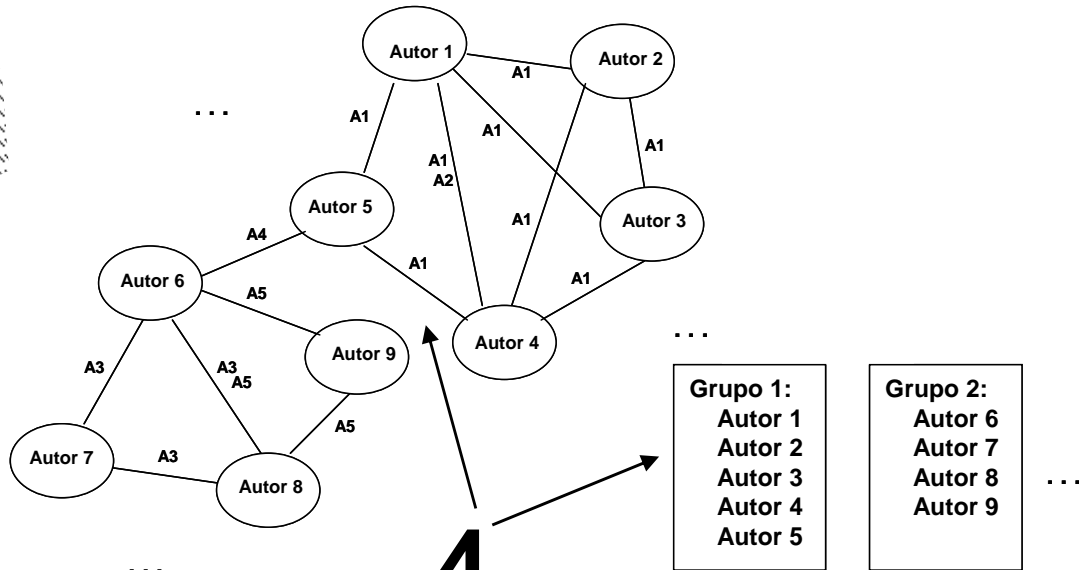 Autor 1
Autor 2
A1
. . .
A1
A1
A1
A1
A2
Autor 5
A1
Autor 3
A4
A1
Autor 6
A1
A5
. . .
Autor 4
Autor 9
A3
A3
A5
A5
Autor 7
A3
Autor 8
Grupo 1:
Autor 1
Autor 2
Autor 3
Autor 4
Autor 5
Grupo 2:
Autor 6
Autor 7
Autor 8
Autor 9
. . .
4
. . .